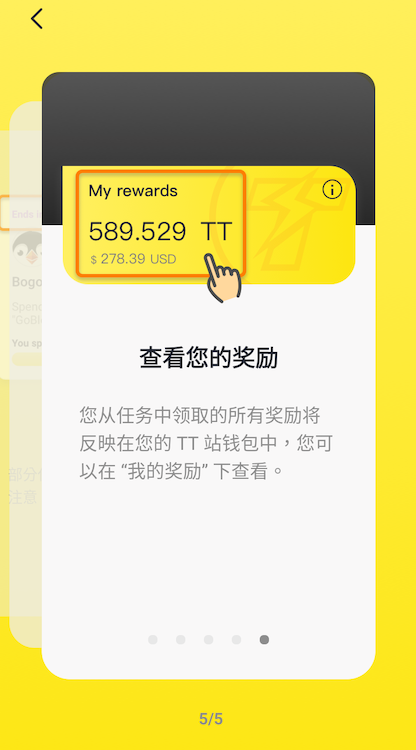 My rewards
589.529 TT
$ 278.39 USD
Ends i
Bogo
Spend
"GoBl
You sp
查看您的奖励
您从任务中领取的所有奖励将
反映在您的 TT 站钱包中，您可
以在 “我的奖励” 下查看。
部分
注意
5/5